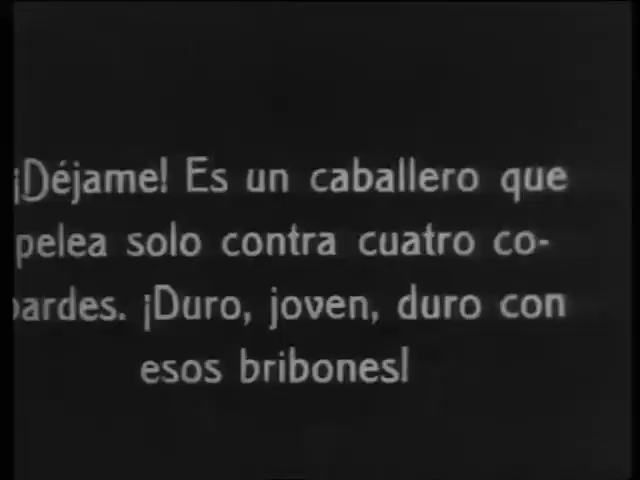 ¡Déjame! Es un caballero que
pelea solo contra cuatro co-
bardes. ¡Duro, joven, duro con
esos bribones!